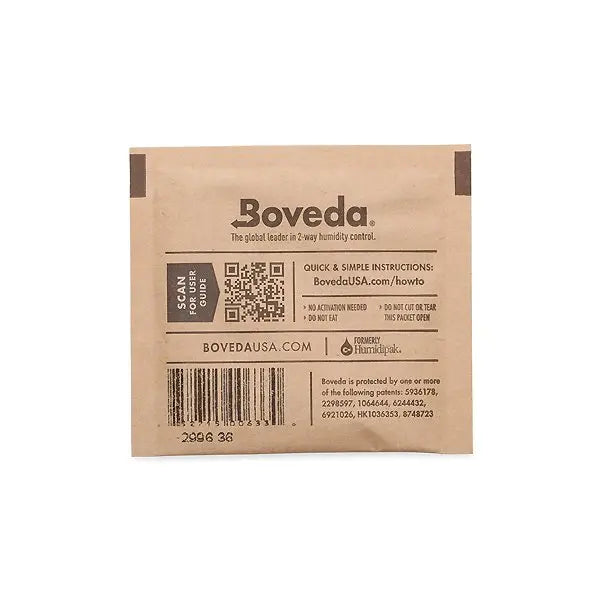 Boveda®
The global leader in 2-way humidity control.
SCAN
FOR USER
GUIDE
QUICK & SIMPLE INSTRUCTIONS:
BovedaUSA.com/howto
› NO ACTIVATION NEEDED
› DO NOT EAT
› DO NOT CUT OR TEAR
THIS PACKET OPEN
BOVEDAUSA.COM
FORMERLY
Humidipak®
Boveda is protected by one or more
of the following patents: 5936178,
2298597, 1064644, 6244432,
6921026, HK1036353, 8748723
299636